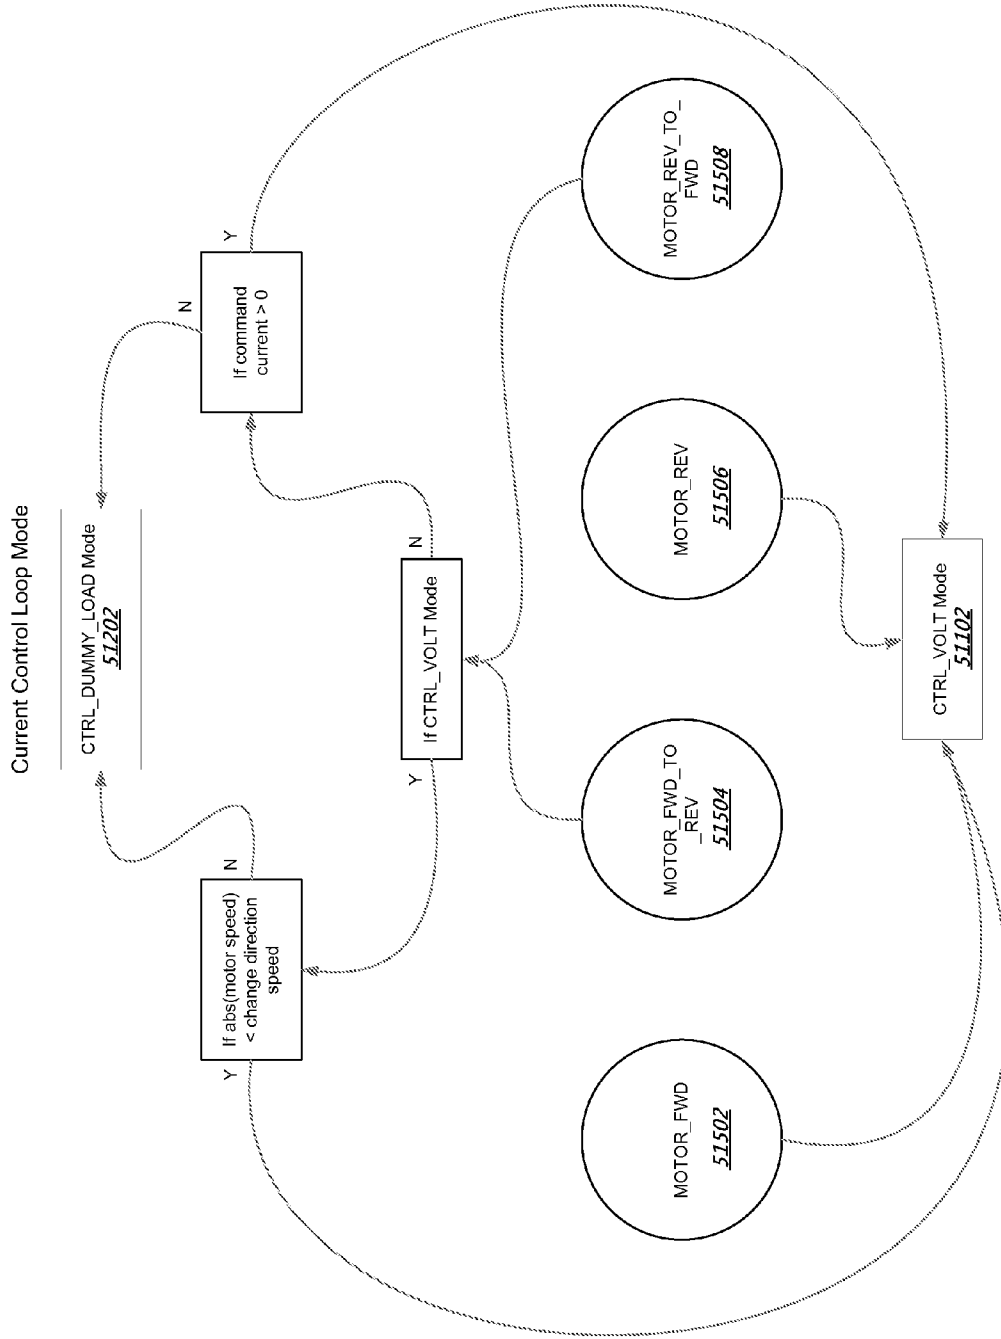 Current Control Loop Mode
CTRL_DUMMY_LOAD Mode
51202
Y
If abs(motor speed)
< change direction
speed
N
N
If command
current > 0
Y
Y
If CTRL_VOLT Mode
N
MOTOR_FWD
51502
MOTOR_FWD_TO
_REV
51504
MOTOR_REV
51506
MOTOR_REV_TO_
FWD
51508
CTRL_VOLT Mode
51102